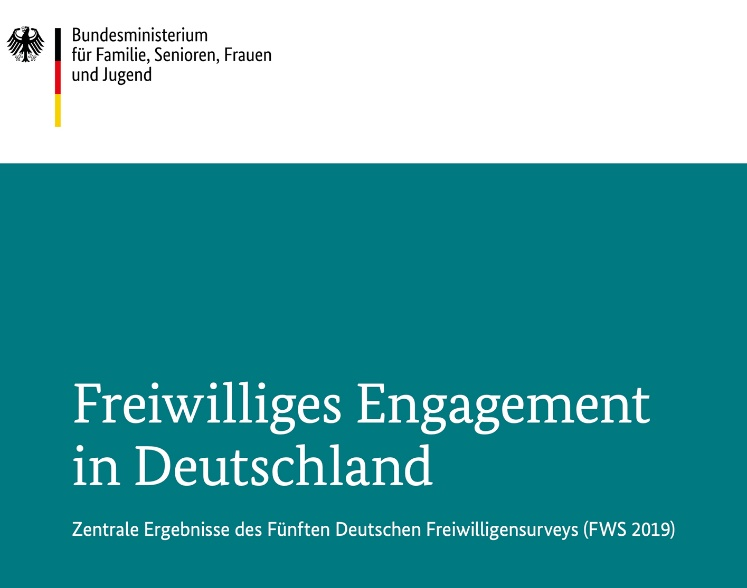 Bundesministerium
für Familie, Senioren, Frauen
und Jugend
Freiwilliges Engagement
in Deutschland
Zentrale Ergebnisse des Fünften Deutschen Freiwilligensurveys (FWS 2019)